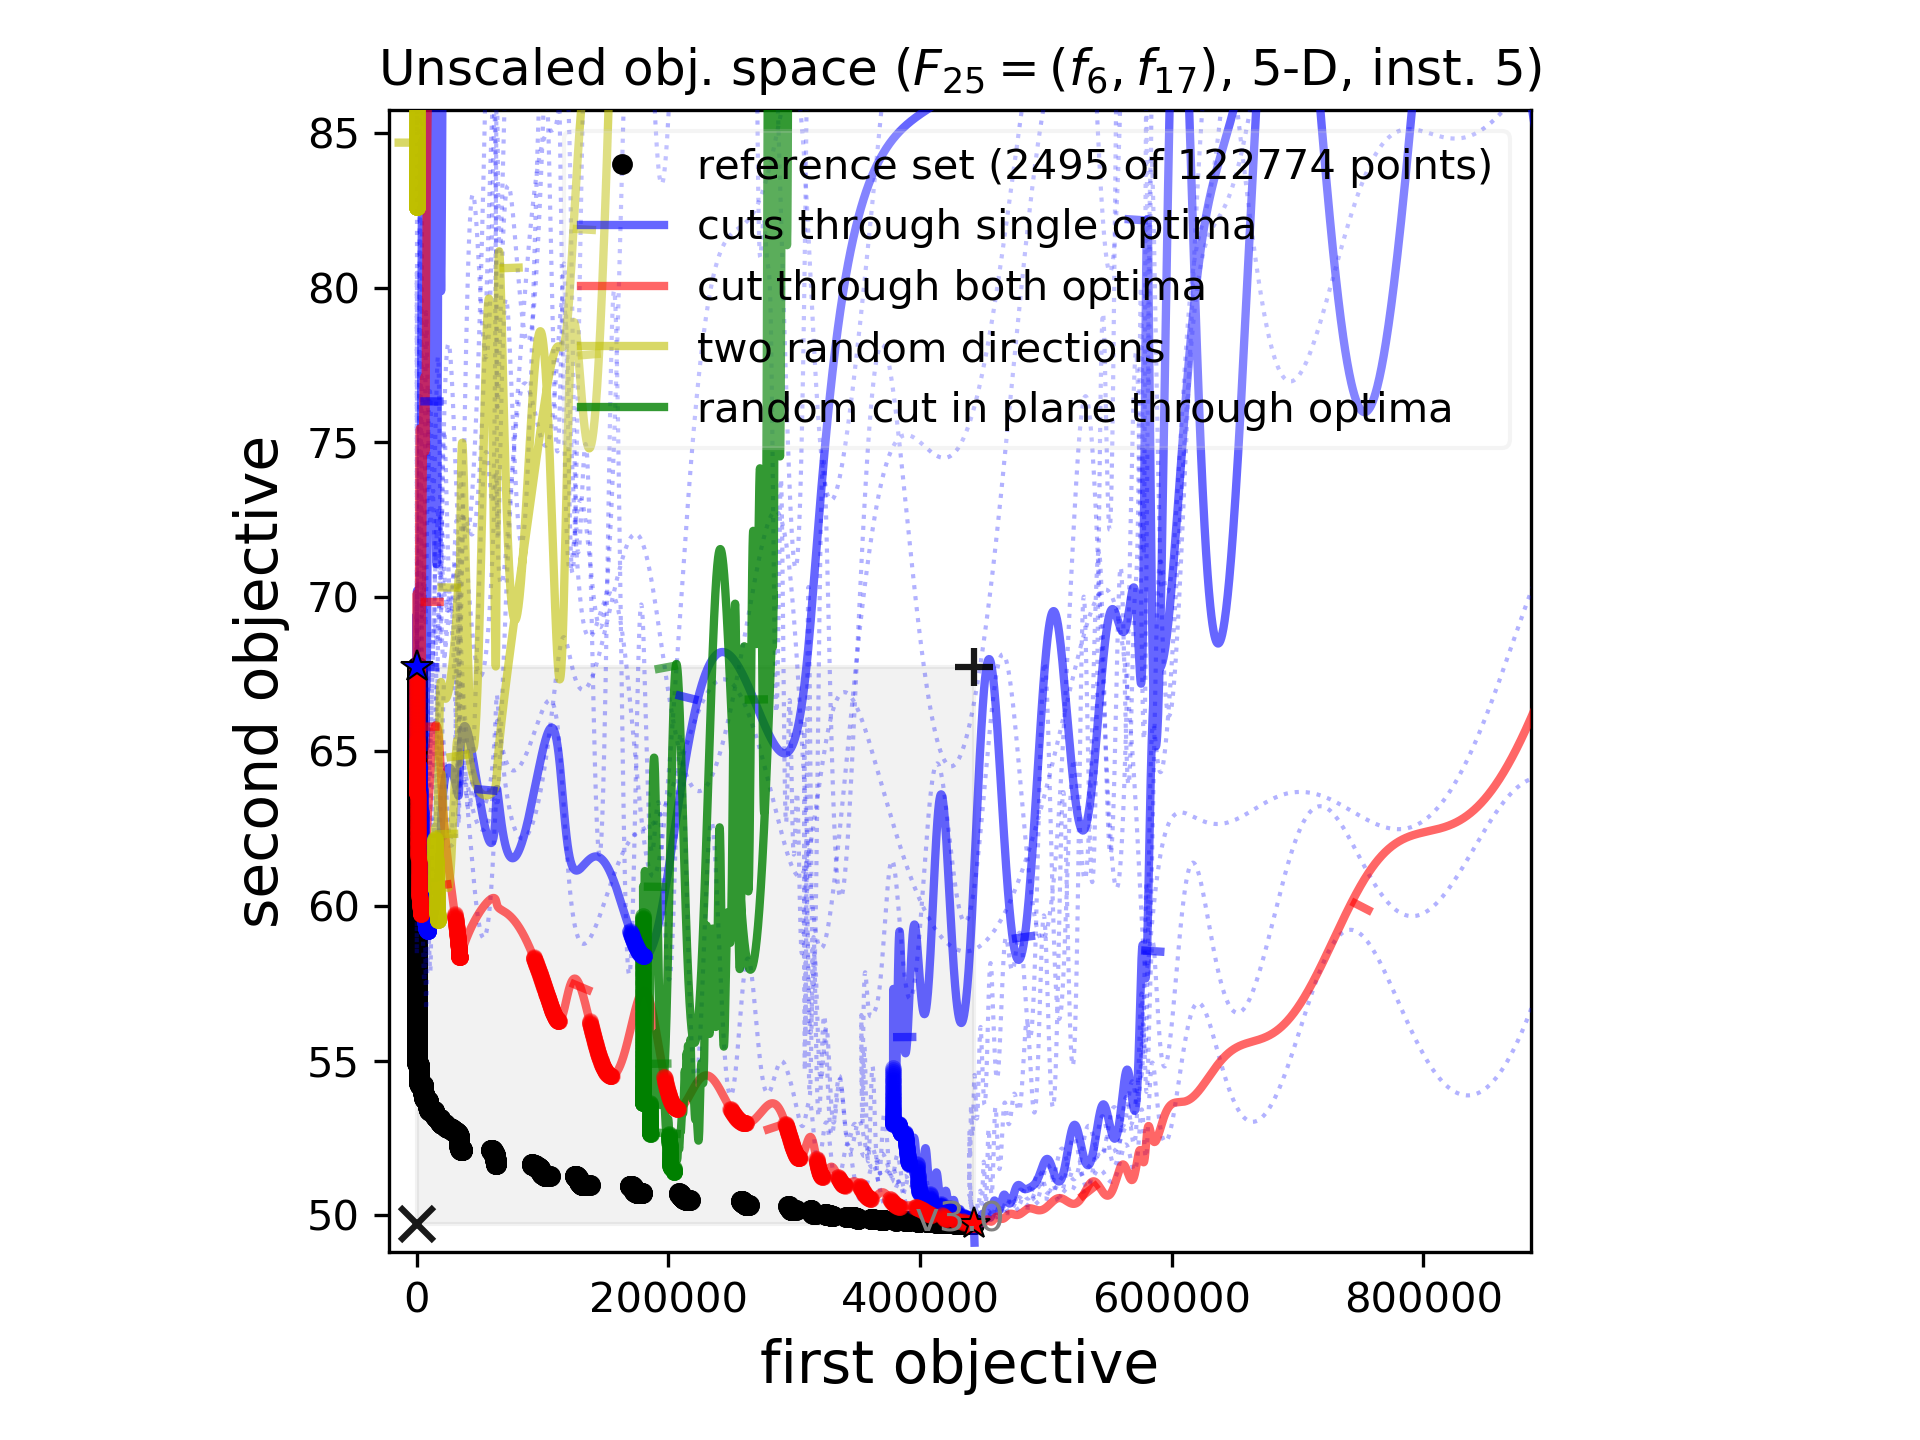 Unscaled obj. space (F25 = (f6, f17), 5-D, inst. 5)
85
80
75
70
65
60
55
50
second objective
reference set (2495 of 122774 points)
cuts through single optima
cut through both optima
two random directions
random cut in plane through optima
0
200000
400000
600000
800000
first objective